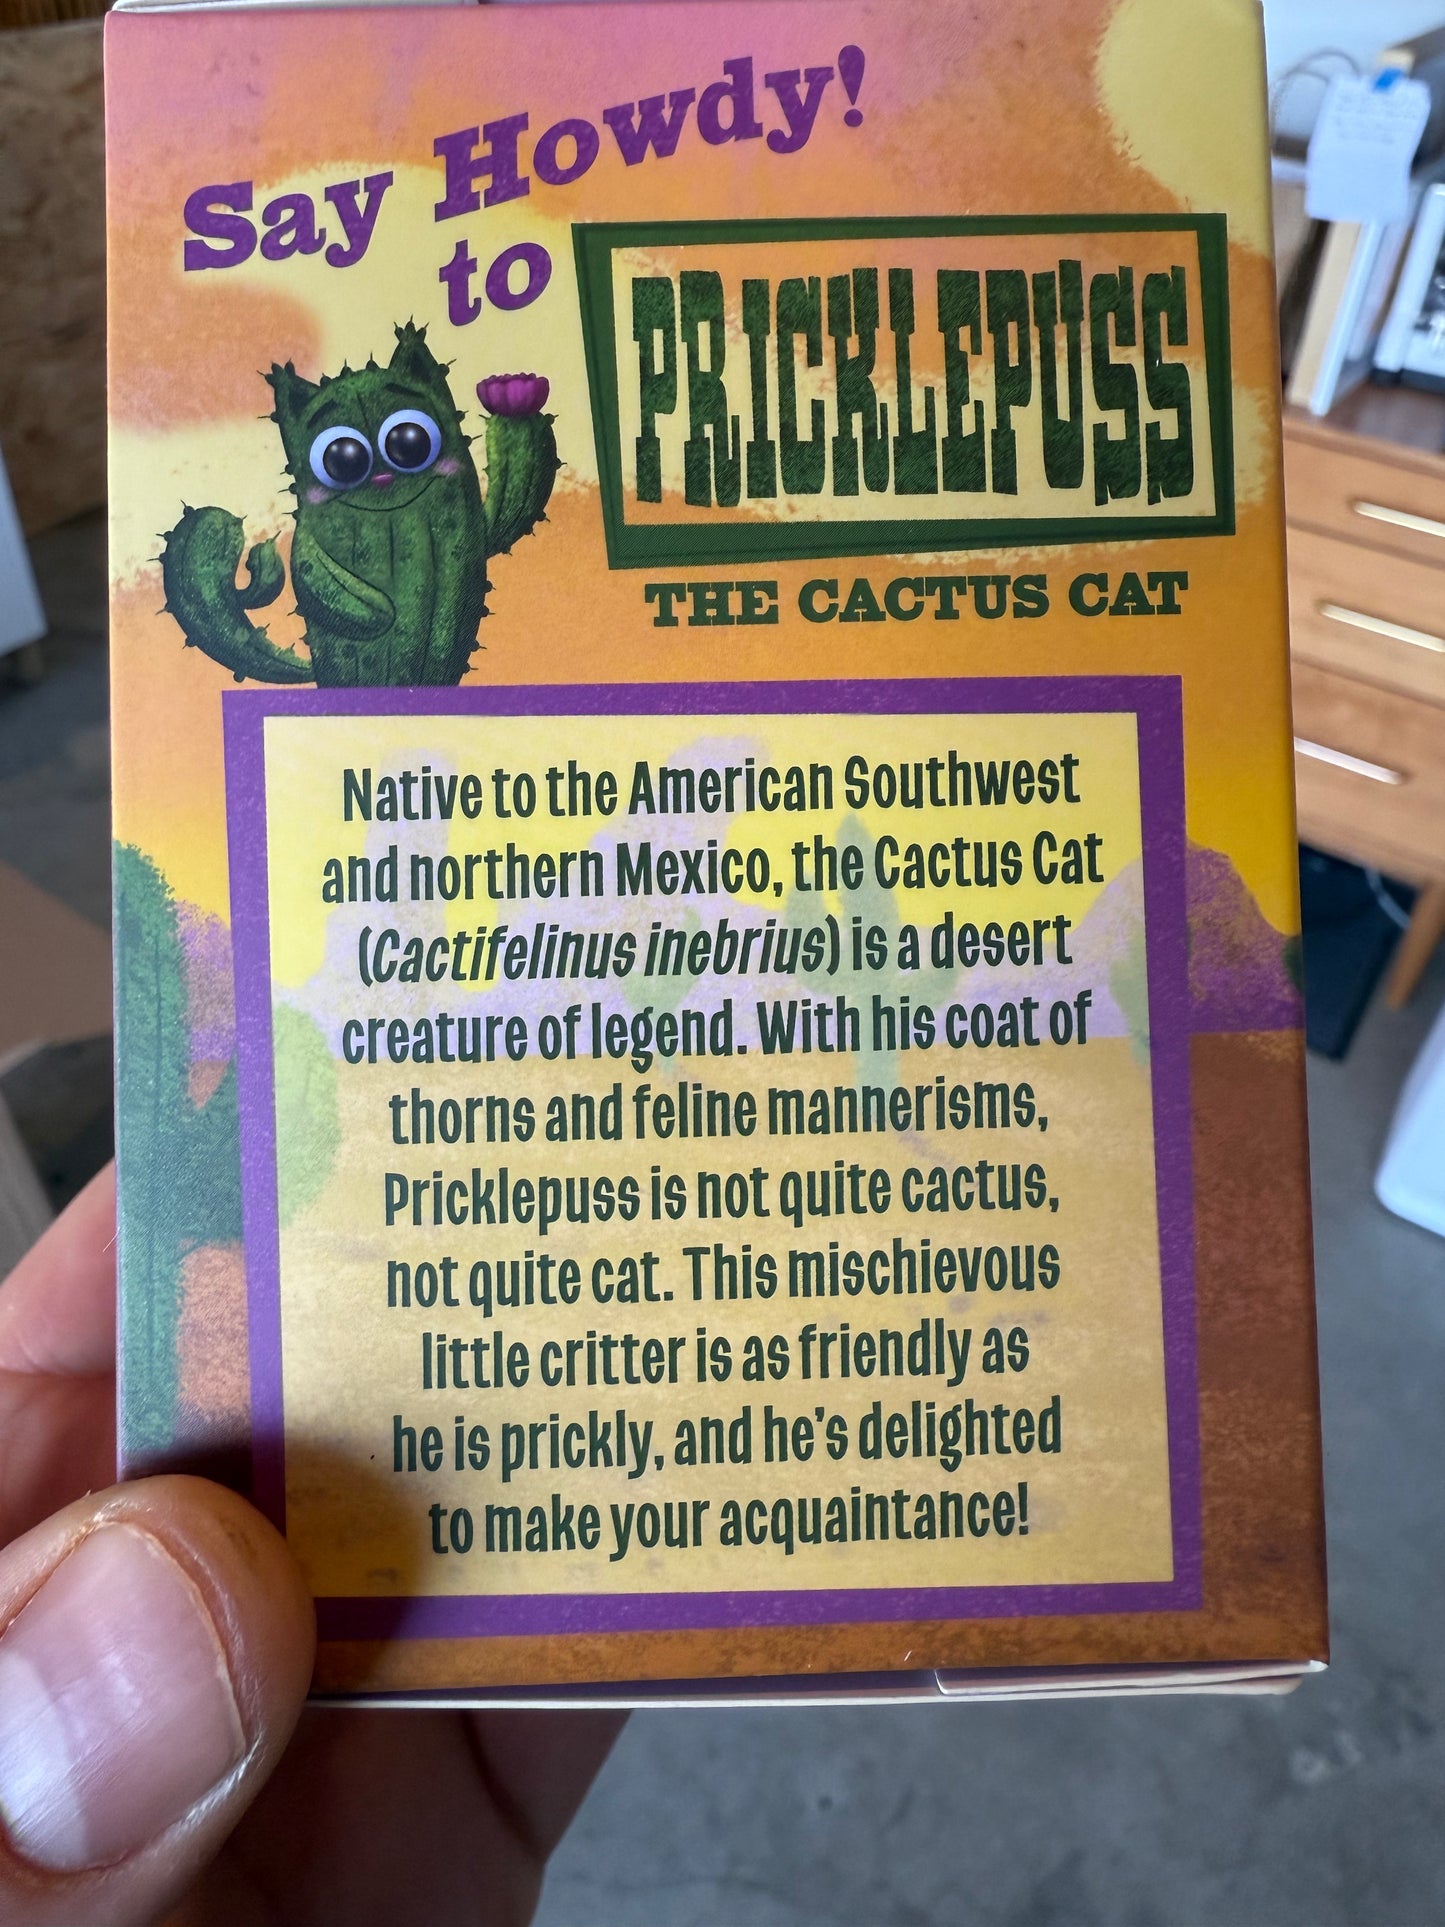 Say Howdy!
to
PRICKLEPUSS
THE CACTUS CAT
Native to the American Southwest
and northern Mexico, the Cactus Cat
(Cactifelinus inebrius) is a desert
creature of legend. With his coat of
thorns and feline mannerisms,
Pricklepuss is not quite cactus,
not quite cat. This mischievous
little critter is as friendly as
he is prickly, and he's delighted
to make your acquaintance!